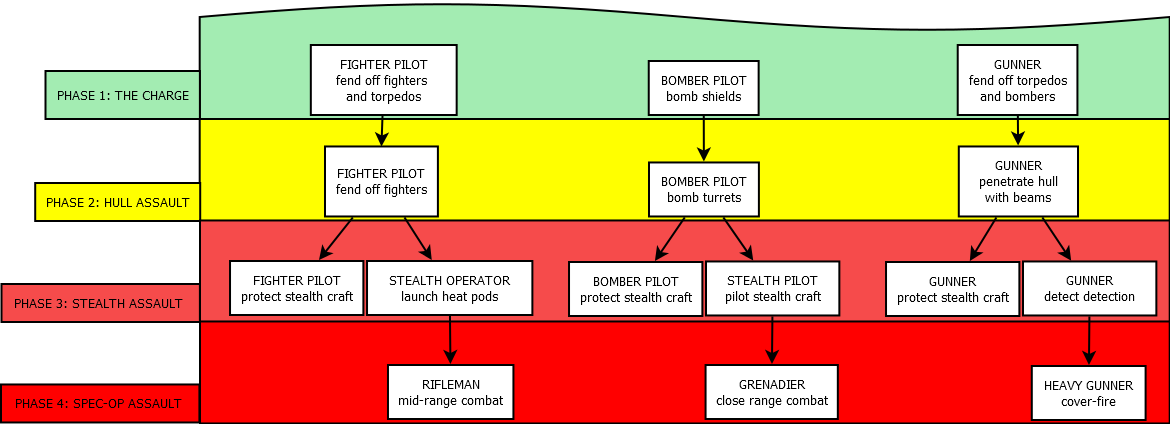 PHASE 1: THE CHARGE
FIGHTER PILOT
fend off fighters
and torpedos
BOMBER PILOT
bomb shields
GUNNER
fend off torpedos
and bombers
PHASE 2: HULL ASSAULT
FIGHTER PILOT
fend off fighters
BOMBER PILOT
bomb turrets
GUNNER
penetrate hull
with beams
PHASE 3: STEALTH ASSAULT
FIGHTER PILOT
protect stealth craft
STEALTH OPERATOR
launch heat pods
BOMBER PILOT
protect stealth craft
STEALTH PILOT
pilot stealth craft
GUNNER
protect stealth craft
GUNNER
detect detection
PHASE 4: SPEC-OP ASSAULT
RIFLEMAN
mid-range combat
GRENADIER
close range combat
HEAVY GUNNER
cover-fire